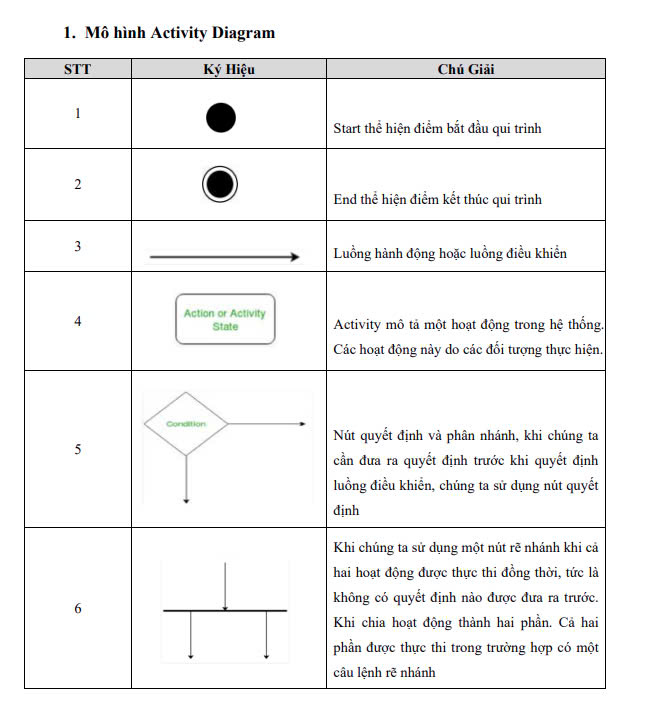 1. Mô hình Activity Diagram
STT
Ký Hiệu
Chú Giải
1
Start thể hiện điểm bắt đầu qui trình
2
End thể hiện điểm kết thúc qui trình
3
Luồng hành động hoặc luồng điều khiển
4
Action or Activity
State
Activity mô tả một hoạt động trong hệ thống.
Các hoạt động này do các đối tượng thực hiện.
5
Condition
Nút quyết định và phân nhánh, khi chúng ta
cần đưa ra quyết định trước khi quyết định
luồng điều khiển, chúng ta sử dụng nút quyết
định
6
Khi chúng ta sử dụng một nút rẽ nhánh khi cả
hai hoạt động được thực thi đồng thời, tức là
không có quyết định nào được đưa ra trước.
Khi chia hoạt động thành hai phần. Cả hai
phần được thực thi trong trường hợp có một
câu lệnh rẽ nhánh